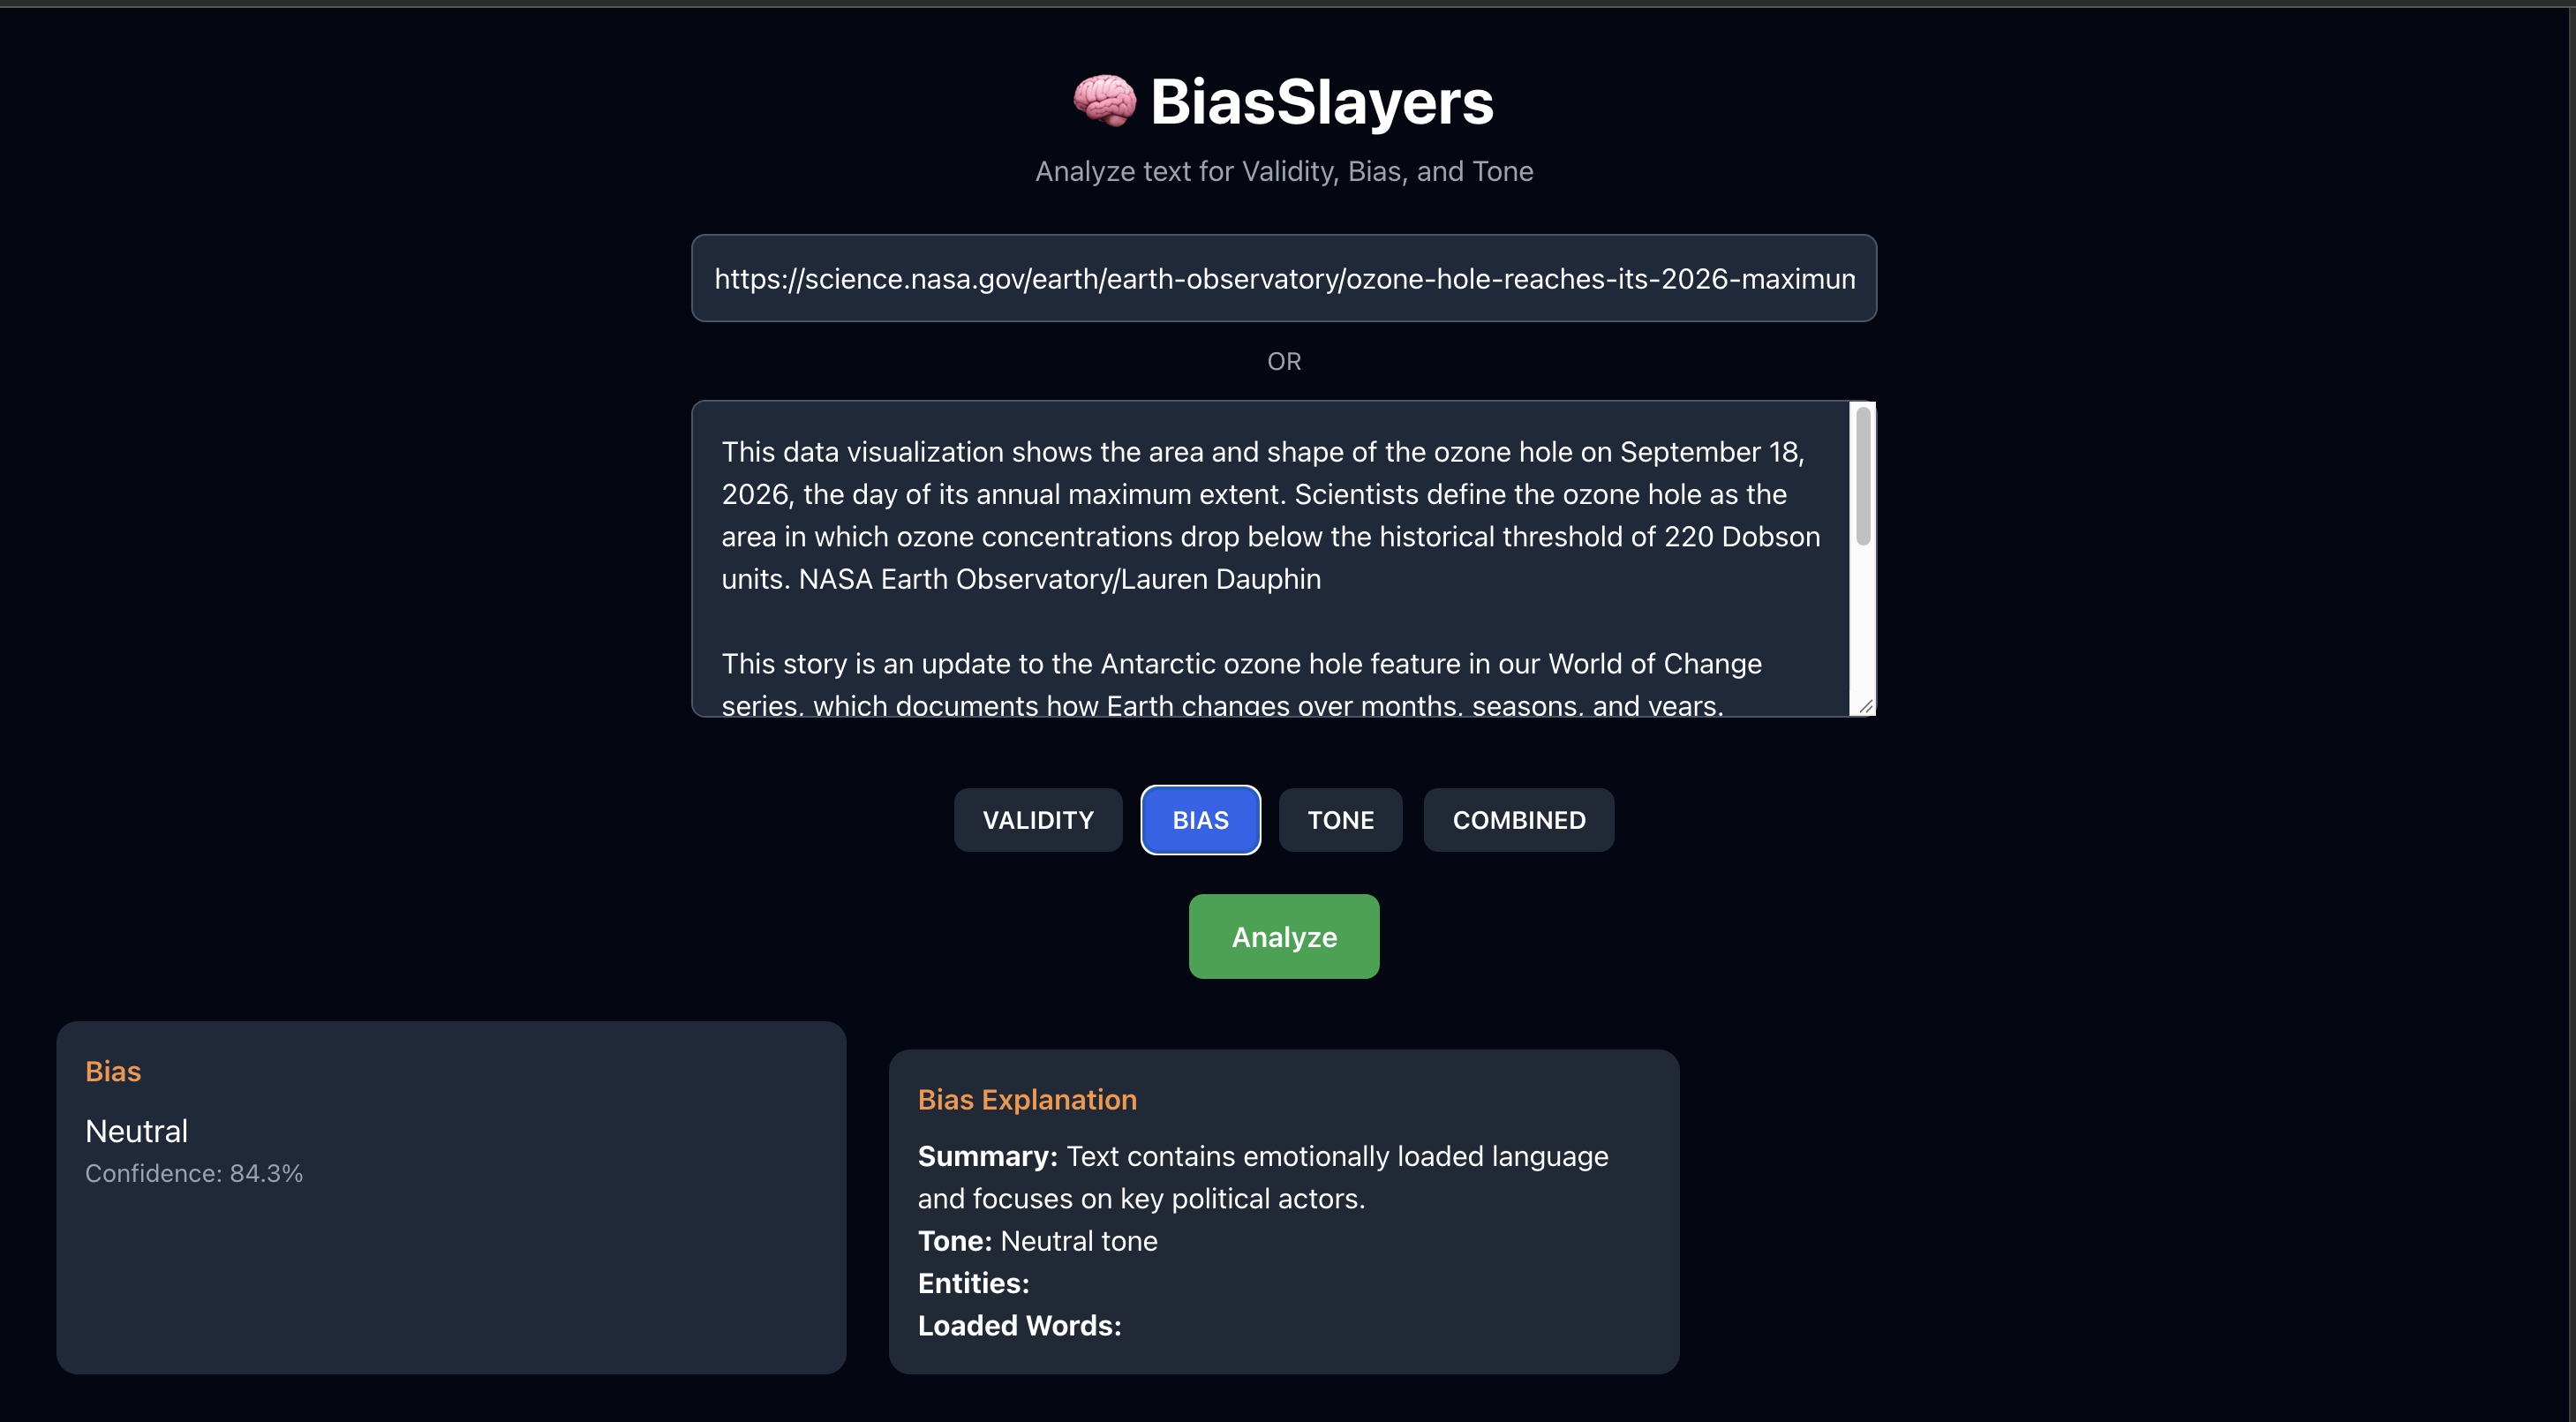 🧠 BiasSlayers
Analyze text for Validity, Bias, and Tone
https://science.nasa.gov/earth/earth-observatory/ozone-hole-reaches-its-2026-maximun
OR
This data visualization shows the area and shape of the ozone hole on September 18,
2026, the day of its annual maximum extent. Scientists define the ozone hole as the
area in which ozone concentrations drop below the historical threshold of 220 Dobson
units. NASA Earth Observatory/Lauren Dauphin
This story is an update to the Antarctic ozone hole feature in our World of Change
series, which documents how Earth changes over months, seasons, and years.
VALIDITY
BIAS
TONE
COMBINED
Analyze
Bias
Neutral
Confidence: 84.3%
Bias Explanation
Summary: Text contains emotionally loaded language
and focuses on key political actors.
Tone: Neutral tone
Entities:
Loaded Words: